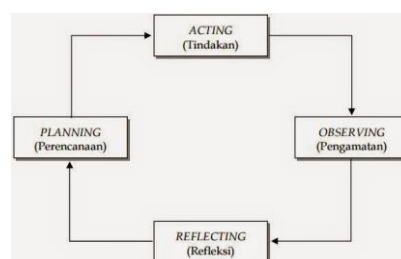 ACTING
(Tindakan)
PLANNING
(Perencanaan)
OBSERVING
(Pengamatan)
REFLECTING
(Refleksi)